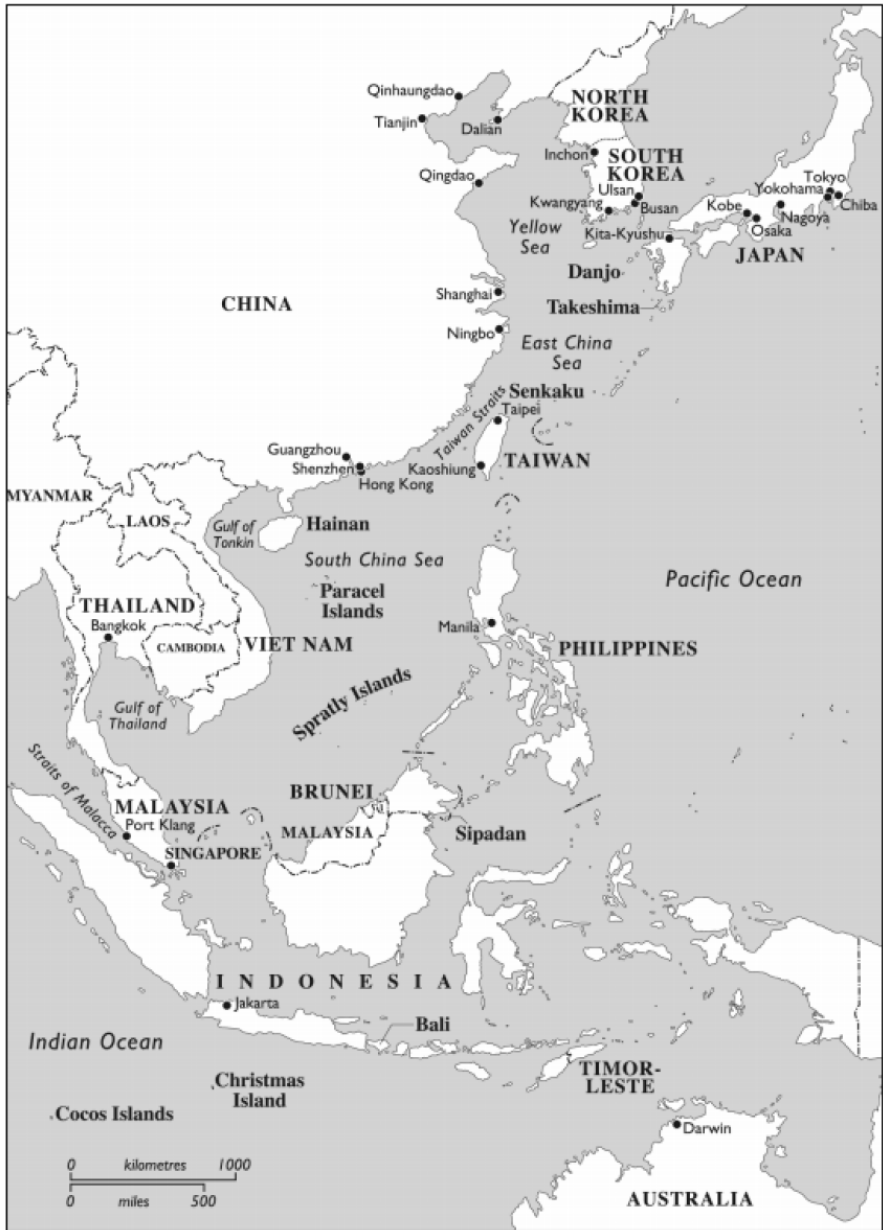 Qinhaungdao
NORTH
KOREA
Tianjin
Dalian
Inchon
SOUTH
KOREA
Qingdao
Tokyo
Ulsan
Yokohama
Kwangyang
Busan
Kobe
Chiba
Nagoya
Osaka
Yellow
Sea
Kita-Kyushu
JAPAN
Danjo
CHINA
Shanghai
Takeshima
Ningbo
East China
Sea
Senkaku
Taiwan Straits
Taipei
Guangzhou
Shenzhen
Hong Kong
Kaoshiung
TAIWAN
MYANMAR
LAOS
Gulf of
Tonkin
Hainan
South China Sea
Pacific Ocean
Paracel
Islands
THAILAND
Bangkok
CAMBODIA
VIET NAM
Manila
PHILIPPINES
Gulf of
Thailand
Spratly Islands
Straits of Malacca
MALAYSIA
Port Klang
BRUNEI
MALAYSIA
Sipadan
SINGAPORE
INDONESIA
Jakarta
Bali
Indian Ocean
TIMOR-
LESTE
Christmas
Island
Cocos Islands
Darwin
0 kilometres 1000
0 miles 500
AUSTRALIA